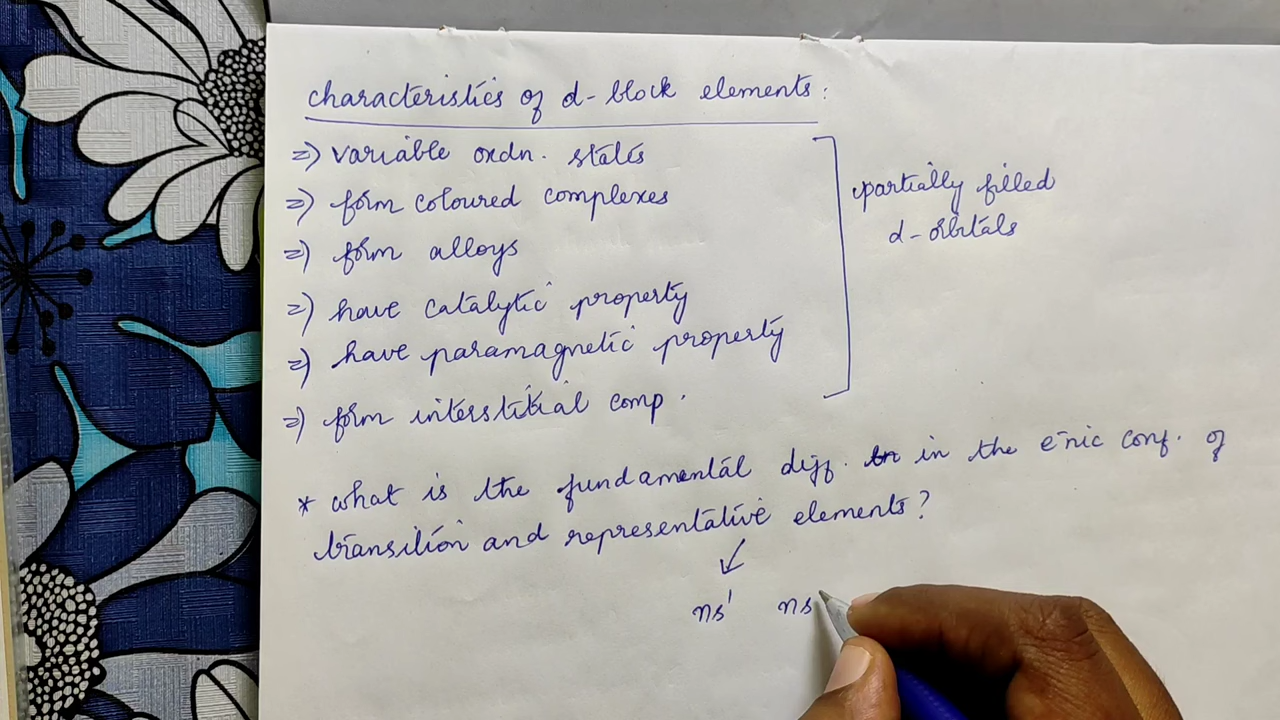 characteristics of d-block elements:
=) variable oxdn. states
=) form coloured complexes
=) form alloys
=) have catalytic property
=) have paramagnetic property
=) form interstitial comp.
partially filled
d-orbitals
* what is the fundamental diff. in the e⁻nic conf. of
transition and representative elements?
ns¹ ns